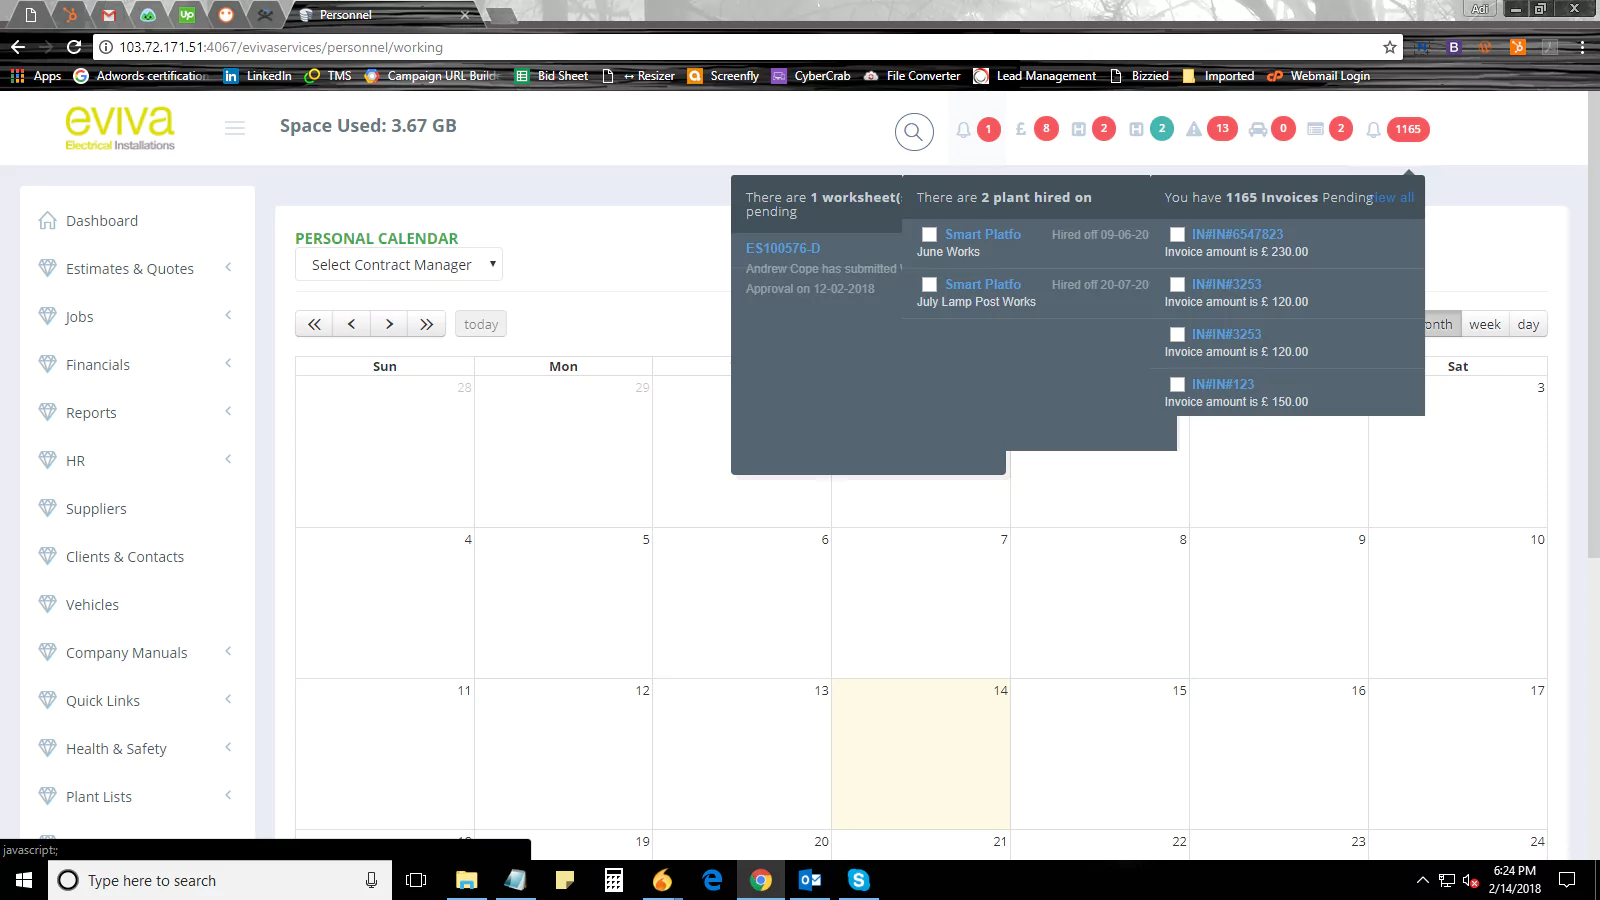 Personnel
Adi
103.72.171.51:4067/evivaservices/personnel/working
Apps
Adwords certification
LinkedIn
TMS
Campaign URL Builde
Bid Sheet
↔ Resizer
Screenfly
CyberCrab
File Converter
Lead Management
Bizzied
Imported
Webmail Login
eviva
Electrical Installations
Space Used: 3.67 GB
1
£ 8
2
2
13
0
2
1165
There are 1 worksheet(
pending
ES100576-D
Andrew Cope has submitted
Approval on 12-02-2018
There are 2 plant hired on
Smart Platfo
Hired off 09-06-20
June Works
Smart Platfo
Hired off 20-07-20
July Lamp Post Works
You have 1165 Invoices Pending
iew all
IN#IN#6547823
Invoice amount is £ 230.00
IN#IN#3253
Invoice amount is £ 120.00
IN#IN#3253
Invoice amount is £ 120.00
IN#IN#123
Invoice amount is £ 150.00
Dashboard
Estimates & Quotes
Jobs
Financials
Reports
HR
Suppliers
Clients & Contacts
Vehicles
Company Manuals
Quick Links
Health & Safety
Plant Lists
PERSONAL CALENDAR
Select Contract Manager
today
onth
week
day
Sun
Mon
Sat
28
29
3
4
5
6
7
8
9
10
11
12
13
14
15
16
17
19
20
21
22
23
24
javascript:;
Type here to search
6:24 PM
2/14/2018